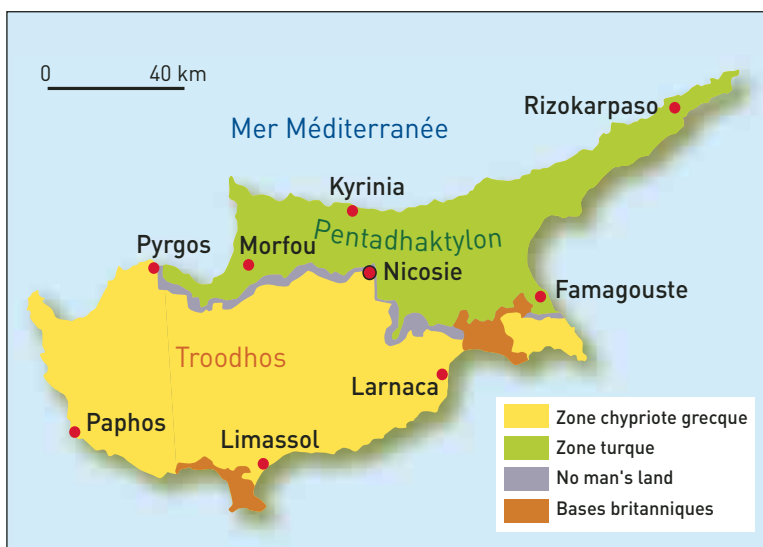 0 40 km
Rizokarpaso
Mer Méditerranée
Kyrinia
Pentadhaktylon
Pyrgos
Morfou
Nicosie
Famagouste
Troodhos
Larnaca
Paphos
Limassol
Zone chypriote grecque
Zone turque
No man's land
Bases britanniques